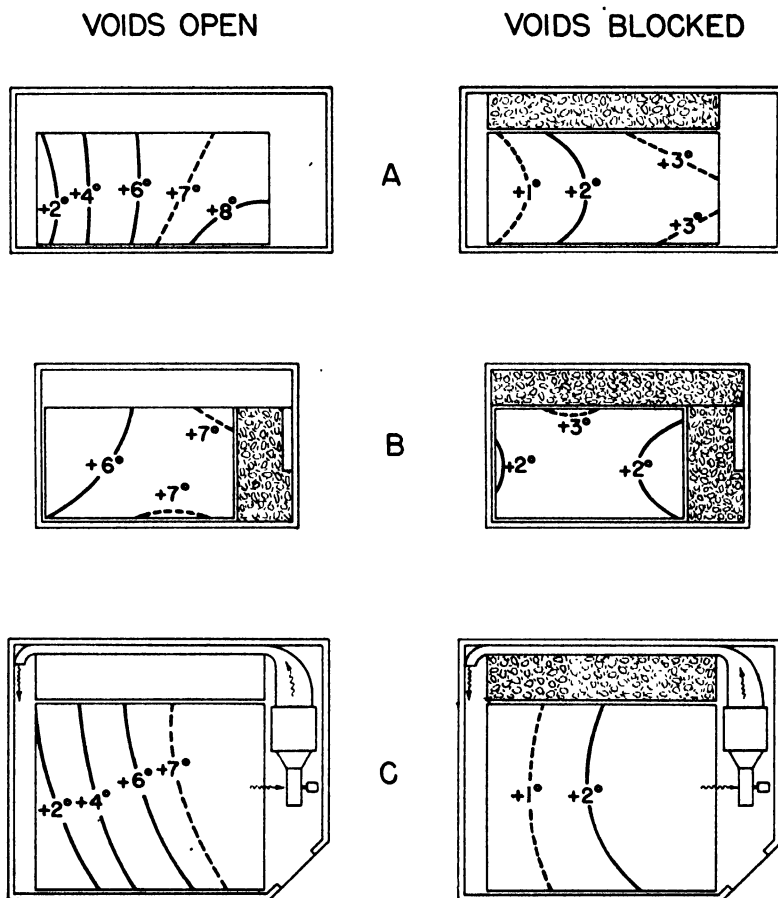 VOIDS OPEN
VOIDS BLOCKED
A
+2° +4° +6° +7° +8°
+1° +2° +3°
+3°
B
+6° +7°
+7°
+3°
+2° +2°
C
+2° +4° +6° +7°
+1° +2°